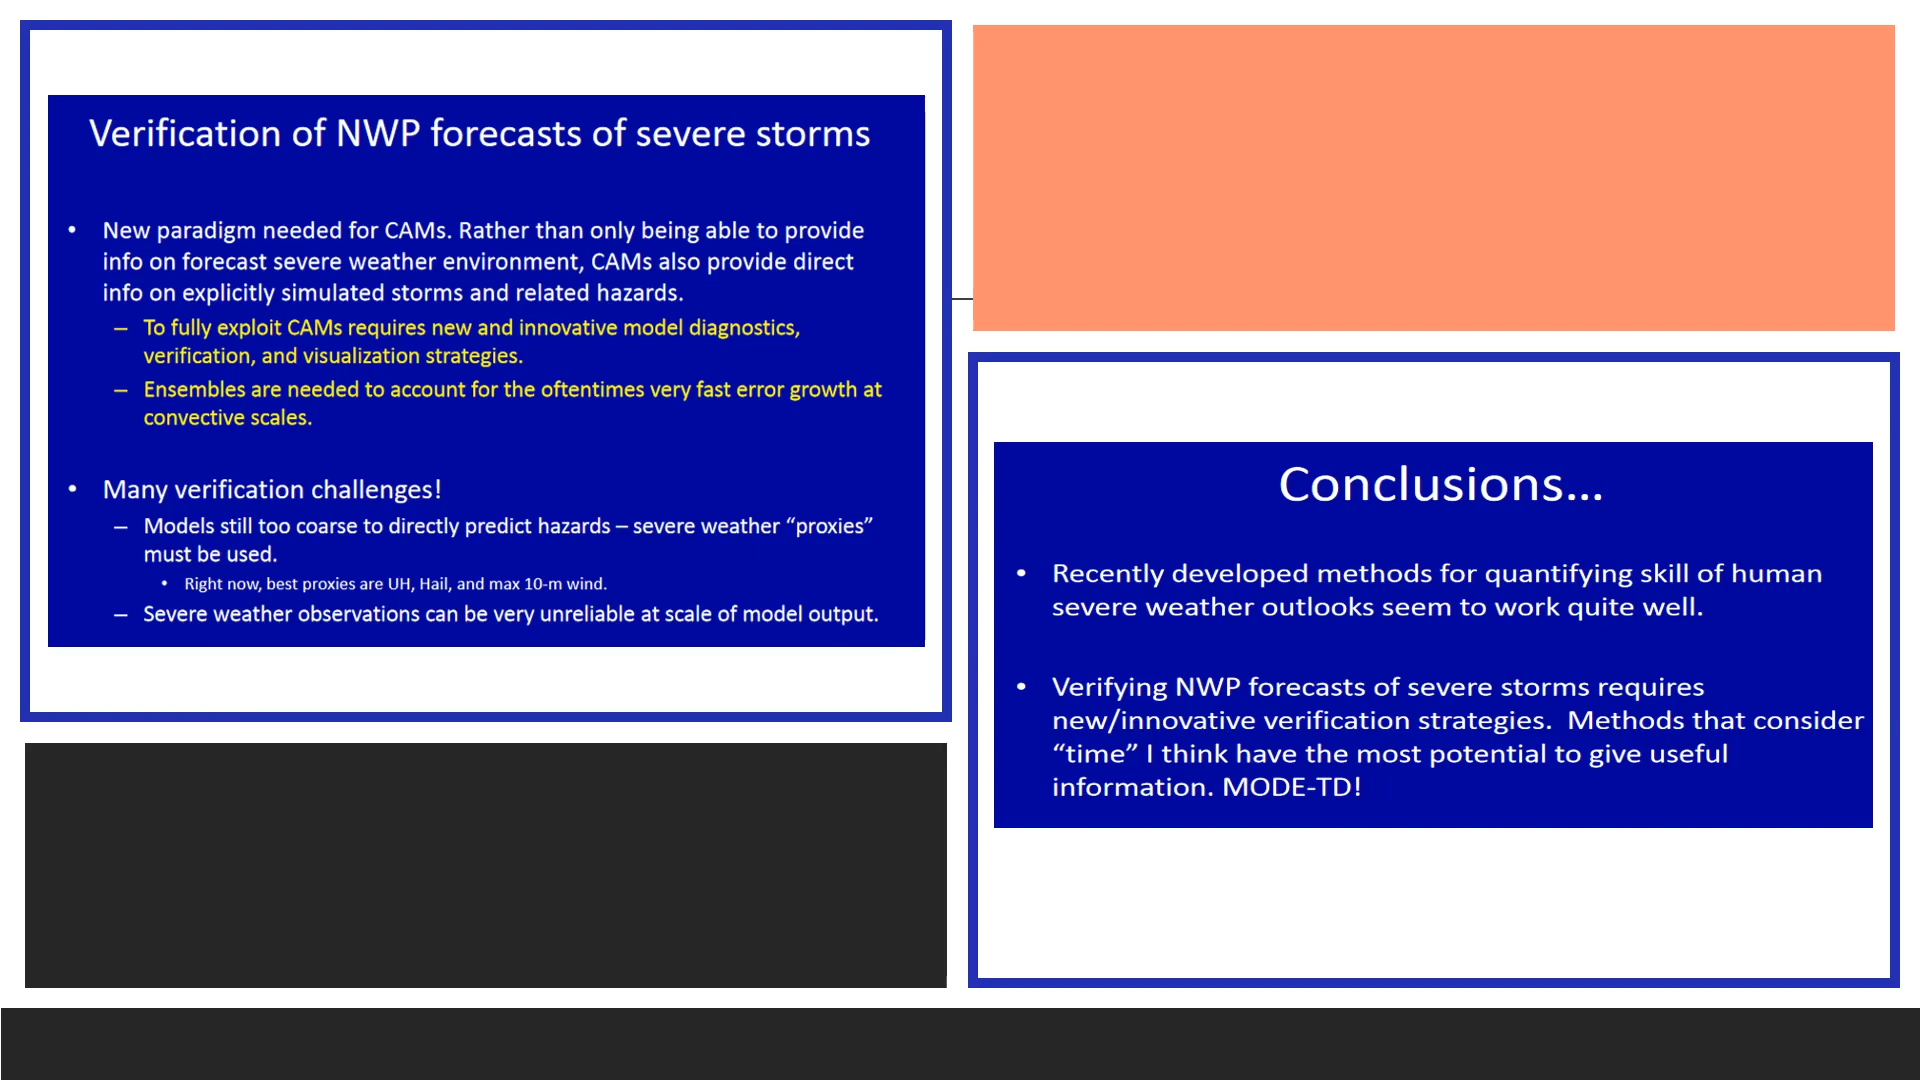 Verification of NWP forecasts of severe storms
• New paradigm needed for CAMs. Rather than only being able to provide
info on forecast severe weather environment, CAMs also provide direct
info on explicitly simulated storms and related hazards.
– To fully exploit CAMs requires new and innovative model diagnostics,
verification, and visualization strategies.
– Ensembles are needed to account for the oftentimes very fast error growth at
convective scales.
• Many verification challenges!
– Models still too coarse to directly predict hazards – severe weather “proxies”
must be used.
• Right now, best proxies are UH, Hail, and max 10-m wind.
– Severe weather observations can be very unreliable at scale of model output.
Conclusions...
• Recently developed methods for quantifying skill of human
severe weather outlooks seem to work quite well.
• Verifying NWP forecasts of severe storms requires
new/innovative verification strategies.  Methods that consider
“time” I think have the most potential to give useful
information. MODE-TD!